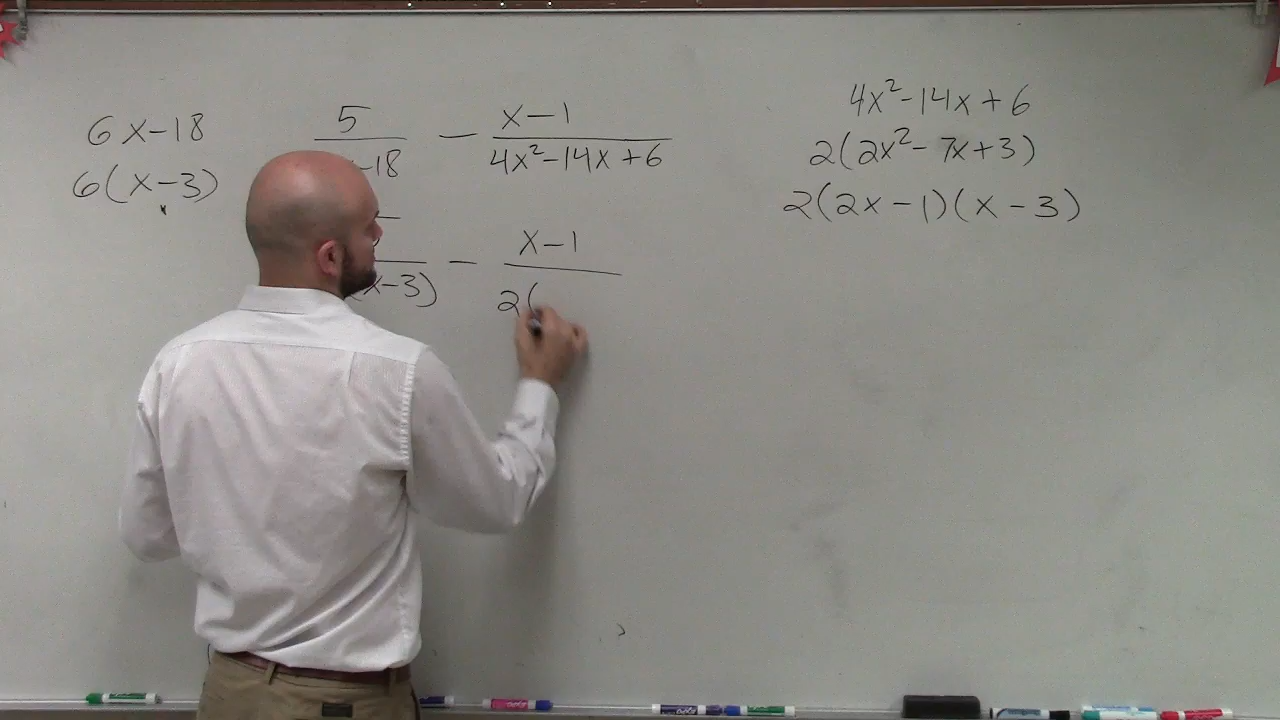 6x-18
6(x-3)
5 / -18 - x-1 / 4x²-14x+6
x-3) - x-1 / 2(
4x²-14x+6
2(2x²-7x+3)
2(2x-1)(x-3)